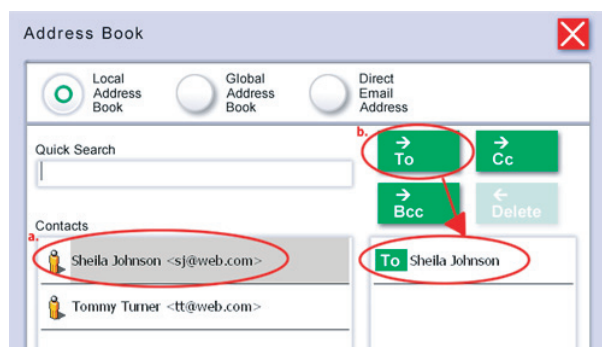 Address Book
Local
Address
Book
Global
Address
Book
Direct
Email
Address
Quick Search
b.
To
Cc
Bcc
Delete
Contacts
a.
Sheila Johnson <sj@web.com>
To Sheila Johnson
Tommy Turner <tt@web.com>